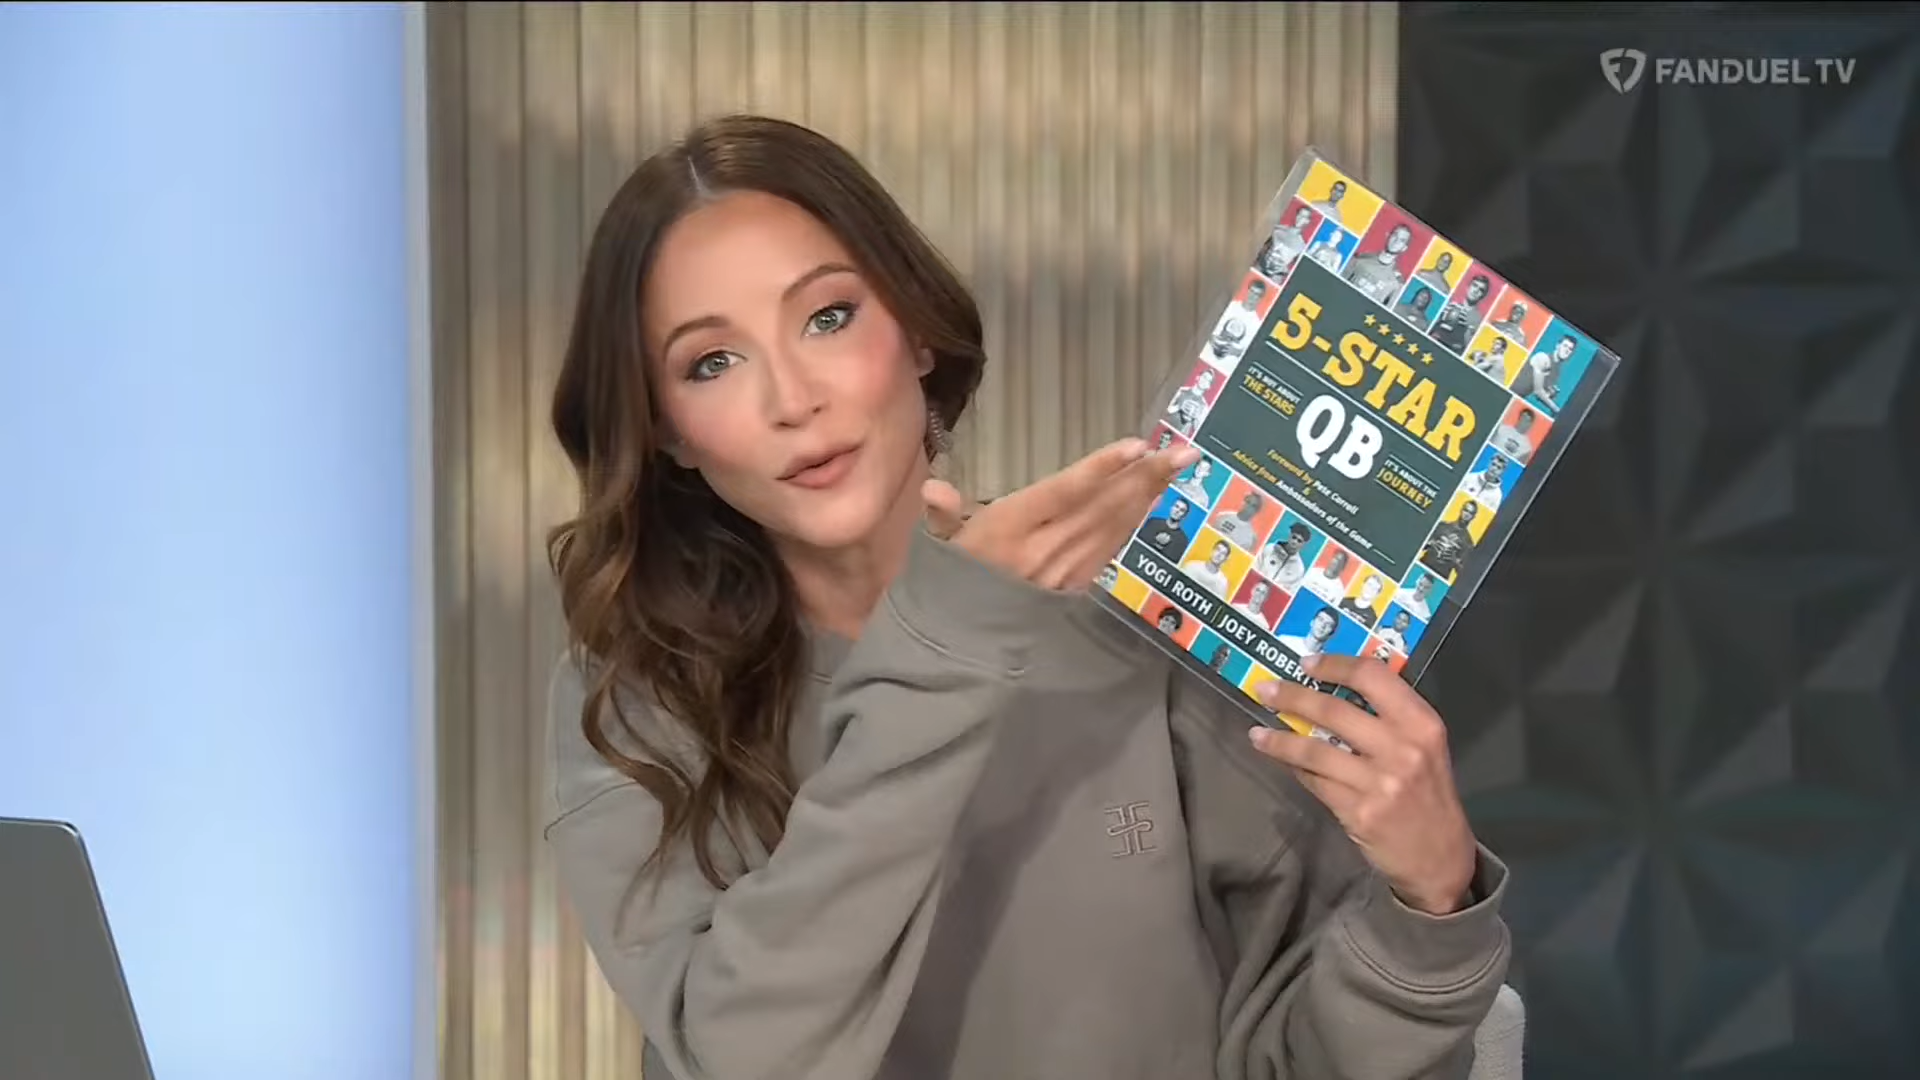 FANDUEL TV
5-STAR
IT'S NOT ABOUT
THE STARS
QB
IT'S ABOUT THE
JOURNEY
Foreword by Pete Carroll
&
Advice from Ambassadors of the Game
YOGI ROTH | JOEY ROBERTS